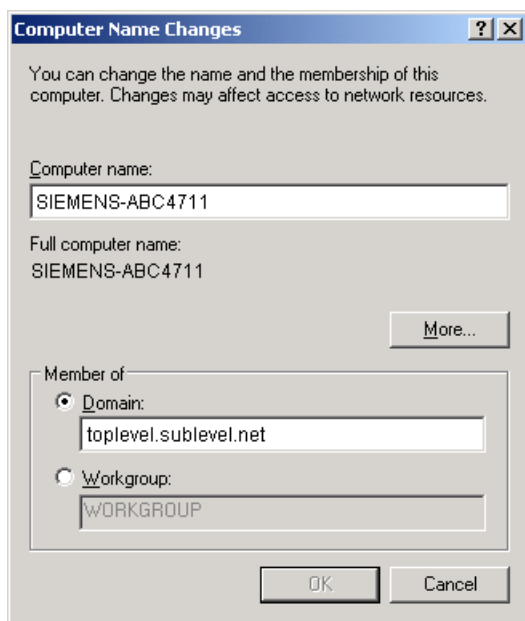 Computer Name Changes
You can change the name and the membership of this
computer. Changes may affect access to network resources.
Computer name:
SIEMENS-ABC4711
Full computer name:
SIEMENS-ABC4711
More...
Member of
Domain:
toplevel.sublevel.net
Workgroup:
WORKGROUP
OK
Cancel